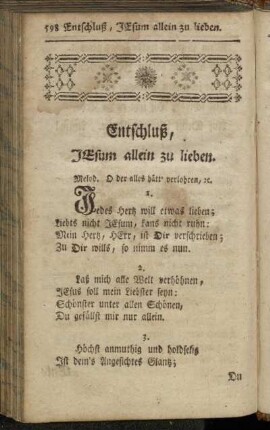 598 Entschluß, JEsum allein zu lieben.
Entschluß,
JEsum allein zu lieben.
Melod. O der alles hätt' verlohren, ꝛc.
1.
Jedes Hertz will etwas lieben;
Liebts nicht JEsum, kans nicht ruhn:
Mein Hertz, HErr, ist Dir verschrieben;
Zu Dir wills, so nimm es nun.
2.
Laß mich alle Welt verhöhnen,
JEsus soll mein Liebster seyn:
Schönster unter allen Schönen,
Du gefällst mir nur allein.
3.
Höchst anmuthig und holdselig
Ist dein's Angesichtes Glantz;
Du